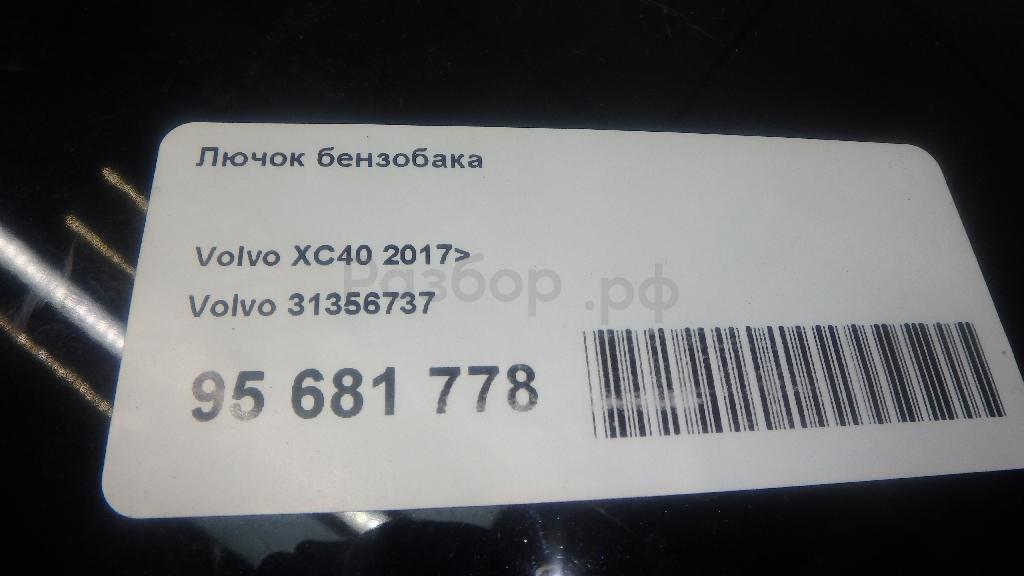 Лючок бензобака
Volvo XC40 2017>
Разбор.рф
Volvo 31356737
95 681 778